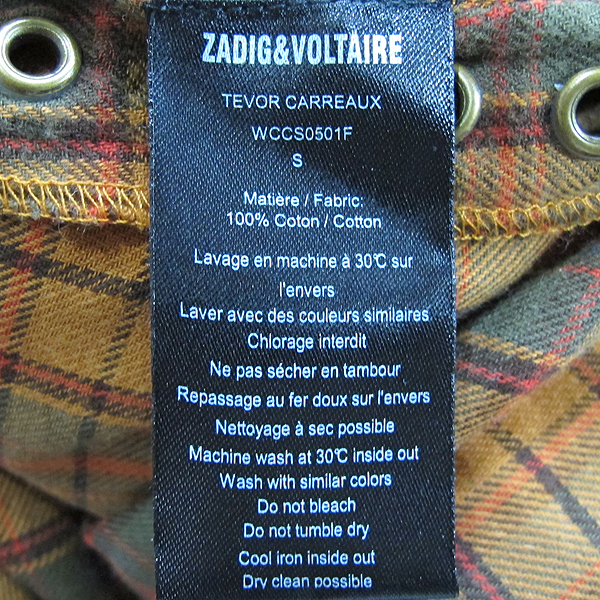 ZADIG&VOLTAIRE
TEVOR CARREAUX
WCCS0501F
S
Matière / Fabric:
100% Coton / Cotton
Lavage en machine à 30°C sur
l'envers
Laver avec des couleurs similaires
Chlorage interdit
Ne pas sécher en tambour
Repassage au fer doux sur l'envers
Nettoyage à sec possible
Machine wash at 30°C inside out
Wash with similar colors
Do not bleach
Do not tumble dry
Cool iron inside out
Dry clean possible